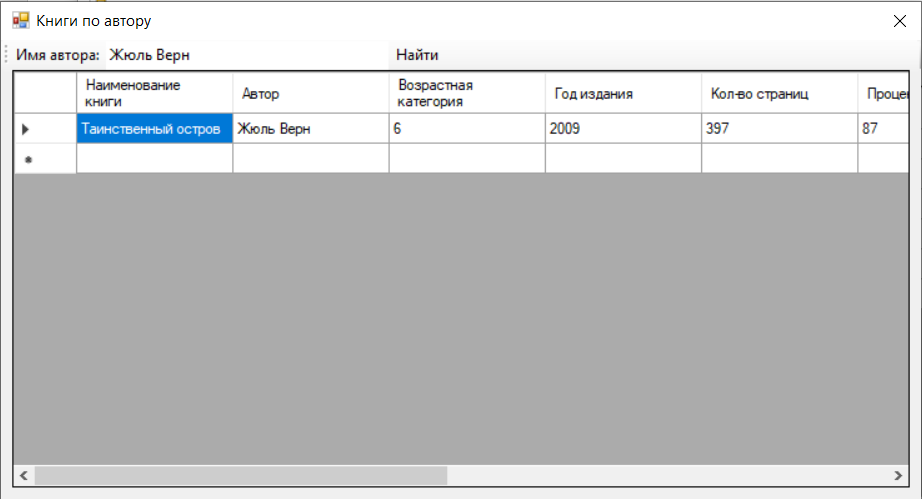 Книги по автору
Имя автора: Жюль Верн Найти
Наименование книги Автор Возрастная категория Год издания Кол-во страниц
Таинственный остров Жюль Верн 6 2009 397 87